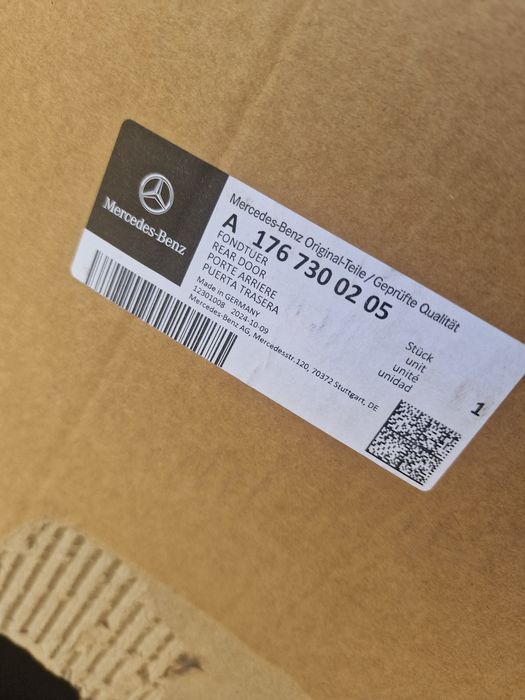 Mercedes-Benz
Mercedes-Benz Original-Teile/Geprüfte Qualität
A 176 730 02 05
FONDTUER
REAR DOOR
PORTE ARRIERE
PUERTA TRASERA
Made in GERMANY
12301008 2024-10-09
Mercedes-Benz AG, Mercedesstr.120, 70372 Stuttgart, DE
Stück
unit
unité
unidad
1